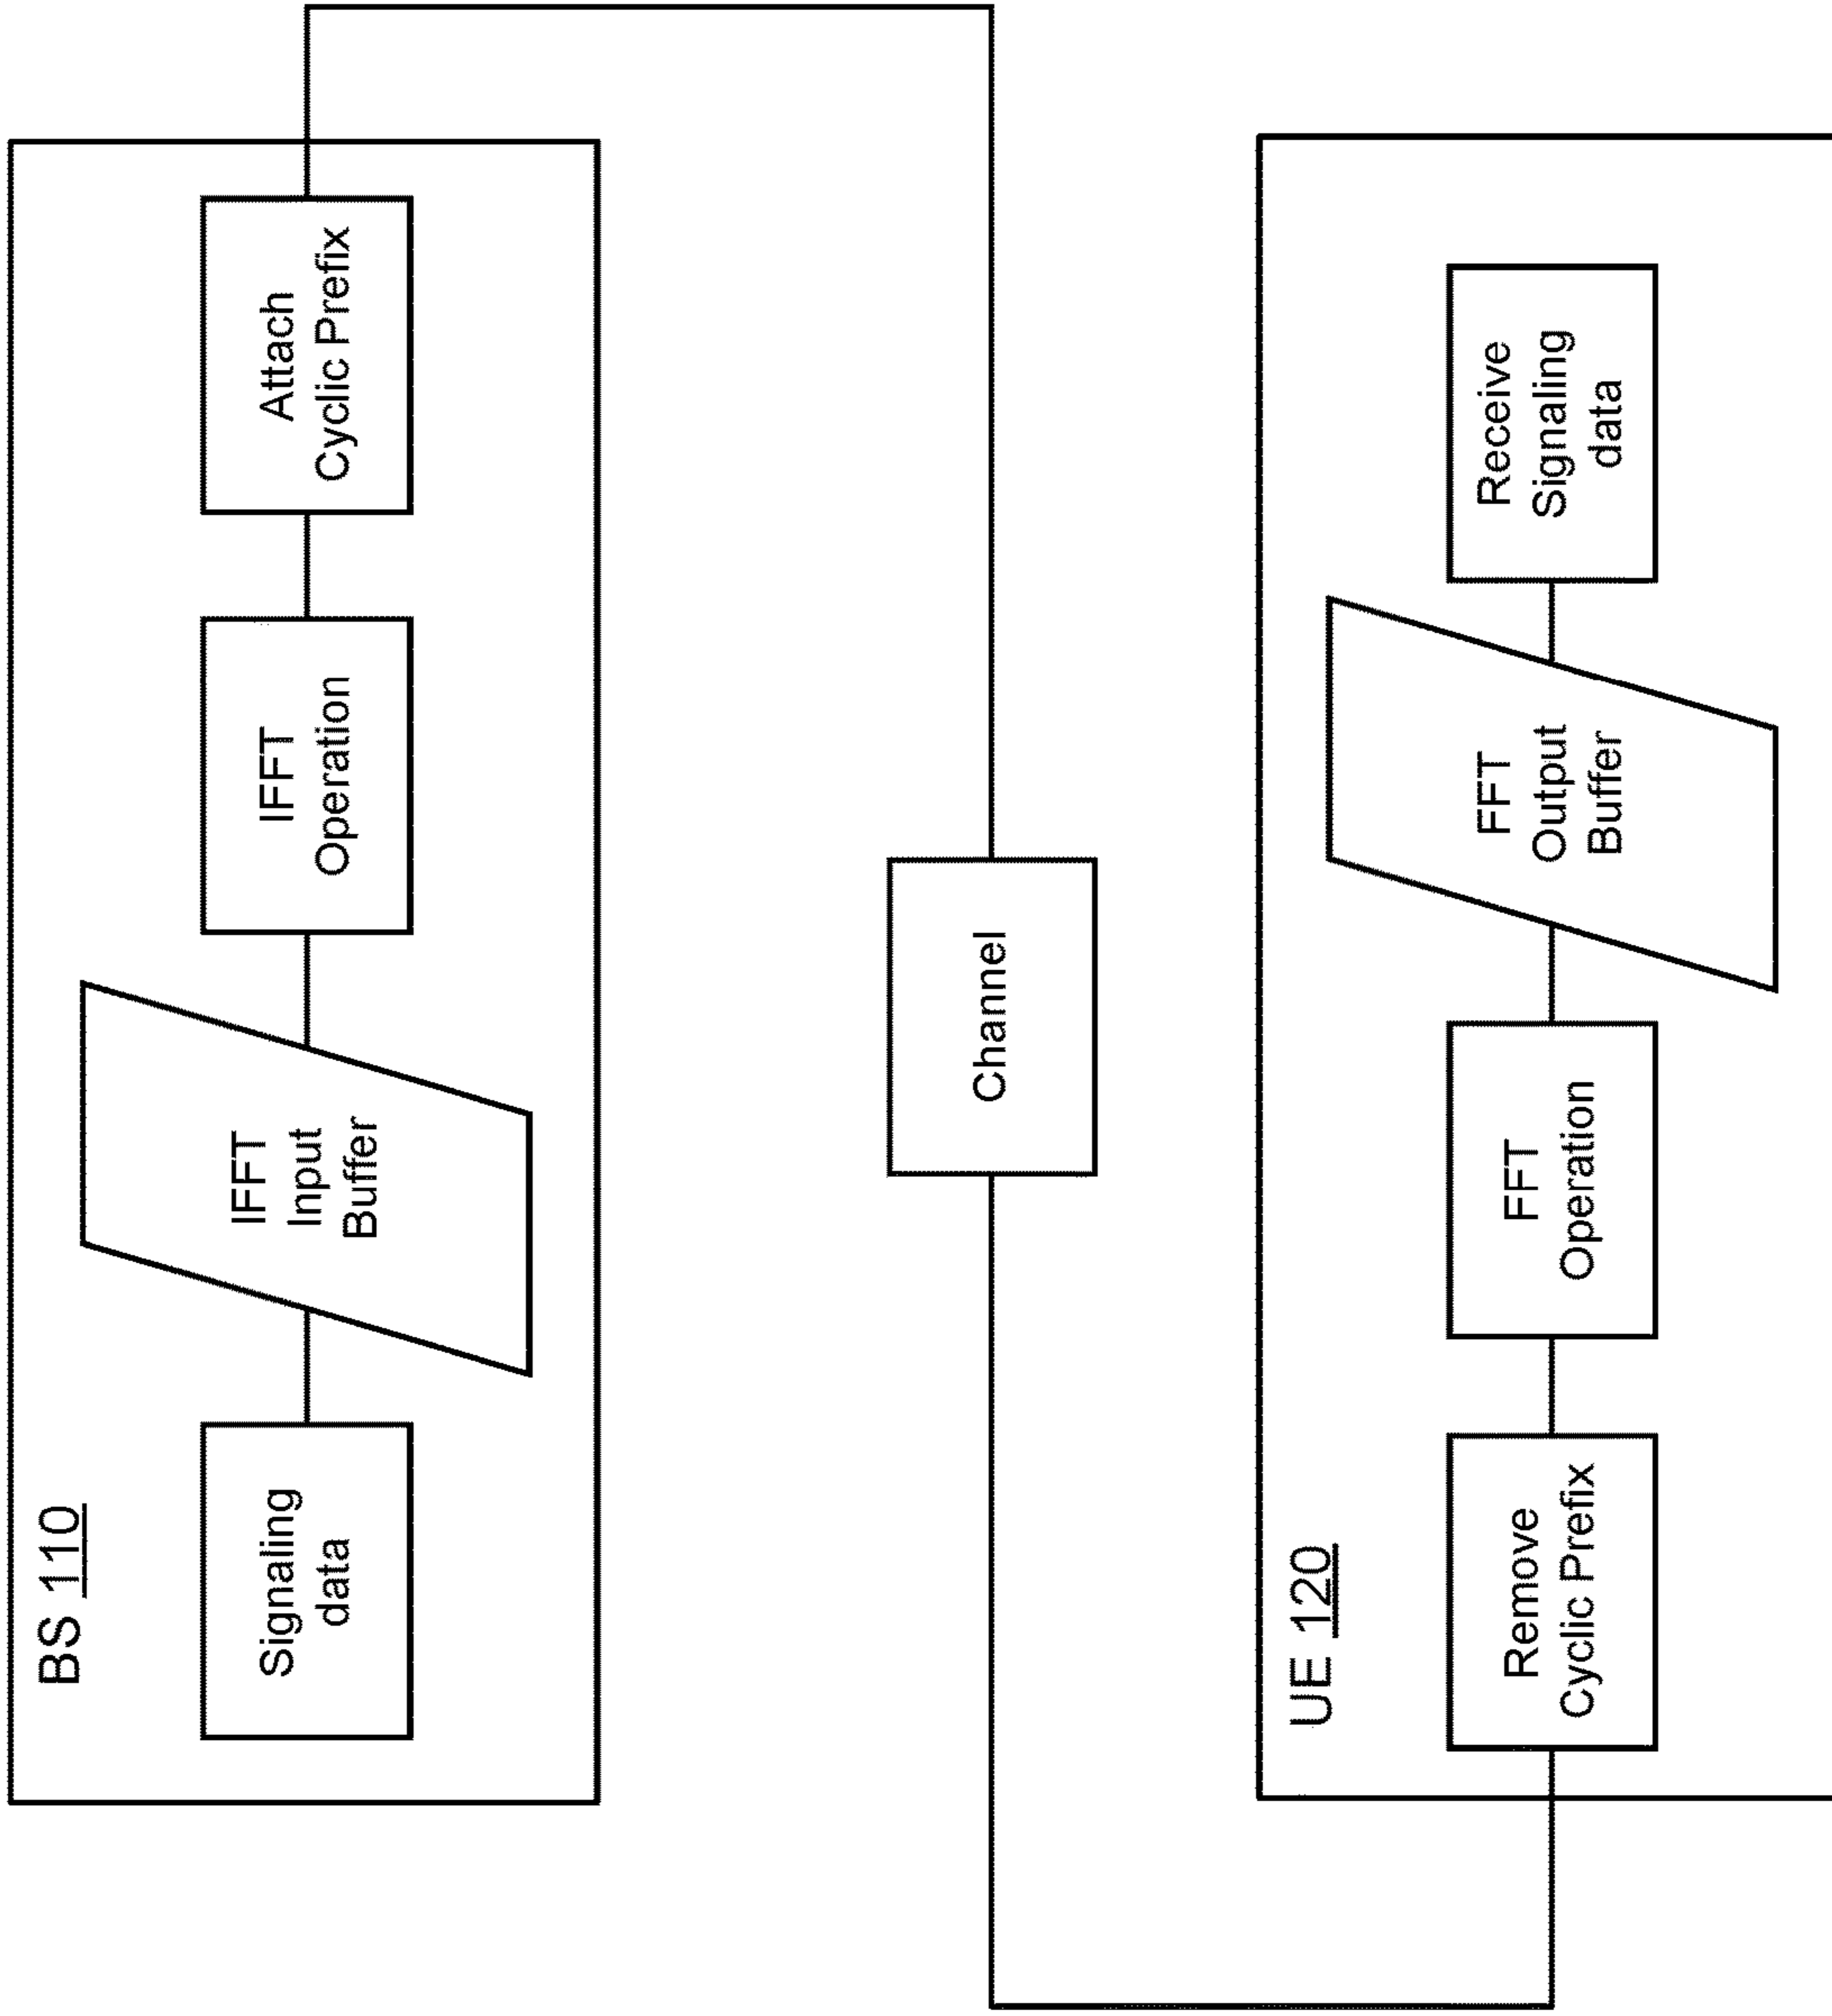 BS 110
Signaling
data
IFFT
Input
Buffer
IFFT
Operation
Attach
Cyclic Prefix
Channel
UE 120
Remove
Cyclic Prefix
FFT
Operation
FFT
Output
Buffer
Receive
Signaling
data